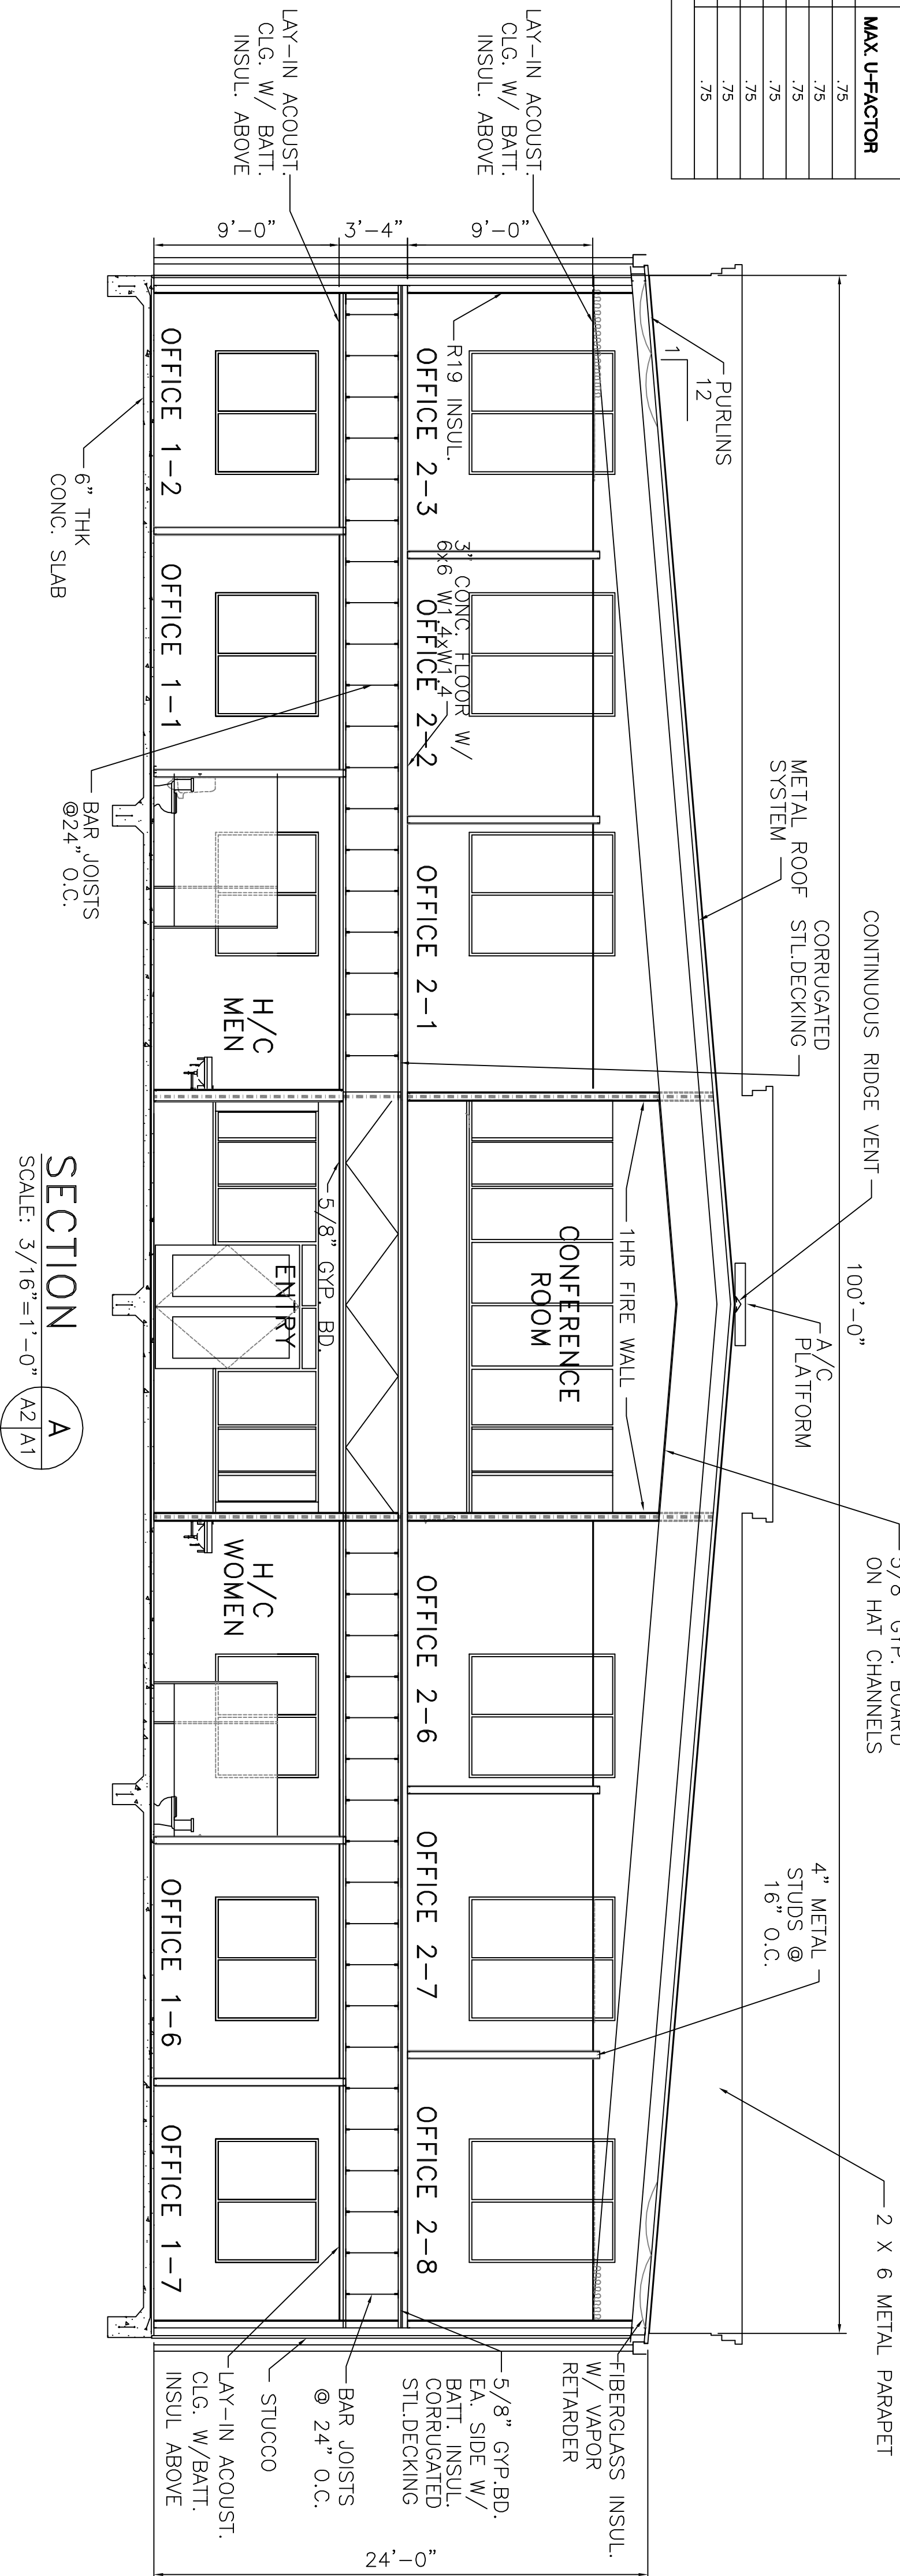 MAX. U-FACTOR
.75
.75
.75
.75
.75
.75
.75
CONTINUOUS RIDGE VENT
100'-0"
A/C
PLATFORM
5/8" GYP. BOARD
ON HAT CHANNELS
4" METAL
STUDS @
16" O.C.
2 X 6 METAL PARAPET
METAL ROOF
SYSTEM
CORRUGATED
STL.DECKING
PURLINS
1
12
LAY-IN ACOUST.
CLG. W/ BATT.
INSUL. ABOVE
LAY-IN ACOUST.
CLG. W/ BATT.
INSUL. ABOVE
9'-0"
3'-4"
9'-0"
R19 INSUL.
OFFICE 2-3
3" CONC. FLOOR W/
6x6 W1.4xW1.4
OFFICE 2-2
OFFICE 2-1
1HR FIRE WALL
CONFERENCE
ROOM
OFFICE 2-6
OFFICE 2-7
OFFICE 2-8
FIBERGLASS INSUL.
W/ VAPOR
RETARDER
5/8" GYP.BD.
EA. SIDE W/
BATT. INSUL.
CORRUGATED
STL.DECKING
BAR JOISTS
@ 24" O.C.
STUCCO
LAY-IN ACOUST.
CLG. W/BATT.
INSUL ABOVE
24'-0"
OFFICE 1-2
OFFICE 1-1
H/C
MEN
5/8" GYP. BD.
ENTRY
H/C
WOMEN
OFFICE 1-6
OFFICE 1-7
6" THK
CONC. SLAB
BAR JOISTS
@24" O.C.
SECTION
SCALE: 3/16"=1'-0"
A
A2 A1